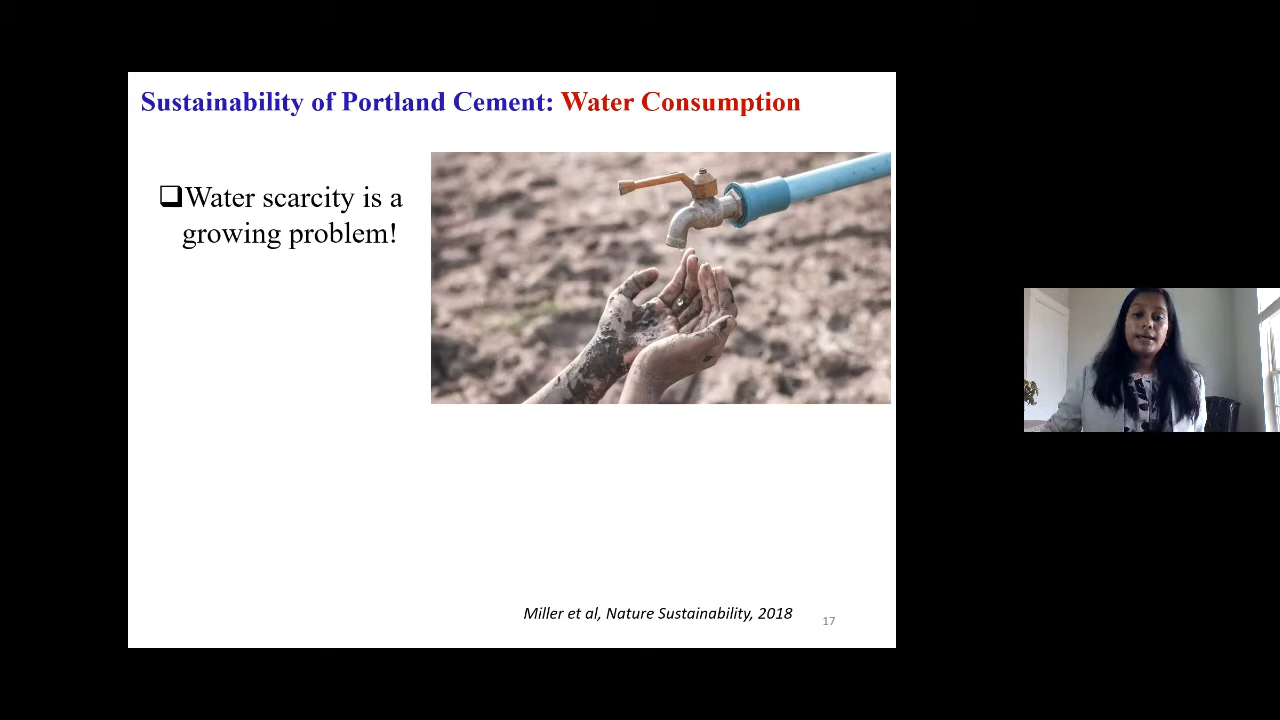 Sustainability of Portland Cement: Water Consumption
❑Water scarcity is a
growing problem!
Miller et al, Nature Sustainability, 2018
17